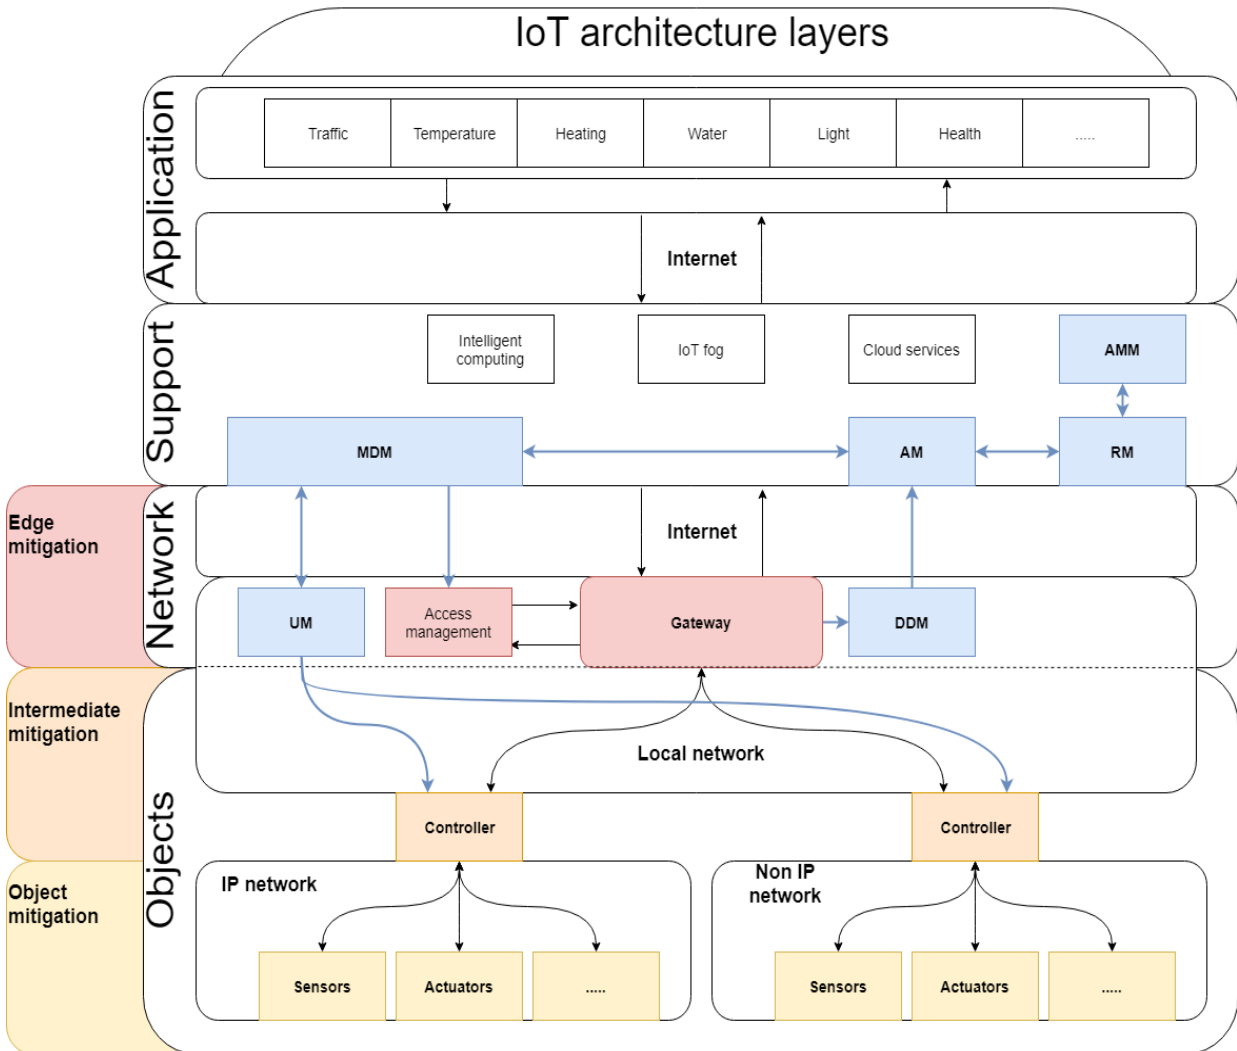 IoT architecture layers
Application
Traffic
Temperature
Heating
Water
Light
Health
.....
Internet
Support
Intelligent
computing
IoT fog
Cloud services
AMM
MDM
AM
RM
Edge
mitigation
Network
Internet
UM
Access
management
Gateway
DDM
Intermediate
mitigation
Local network
Objects
Controller
Controller
Object
mitigation
IP network
Non IP
network
Sensors
Actuators
.....
Sensors
Actuators
.....